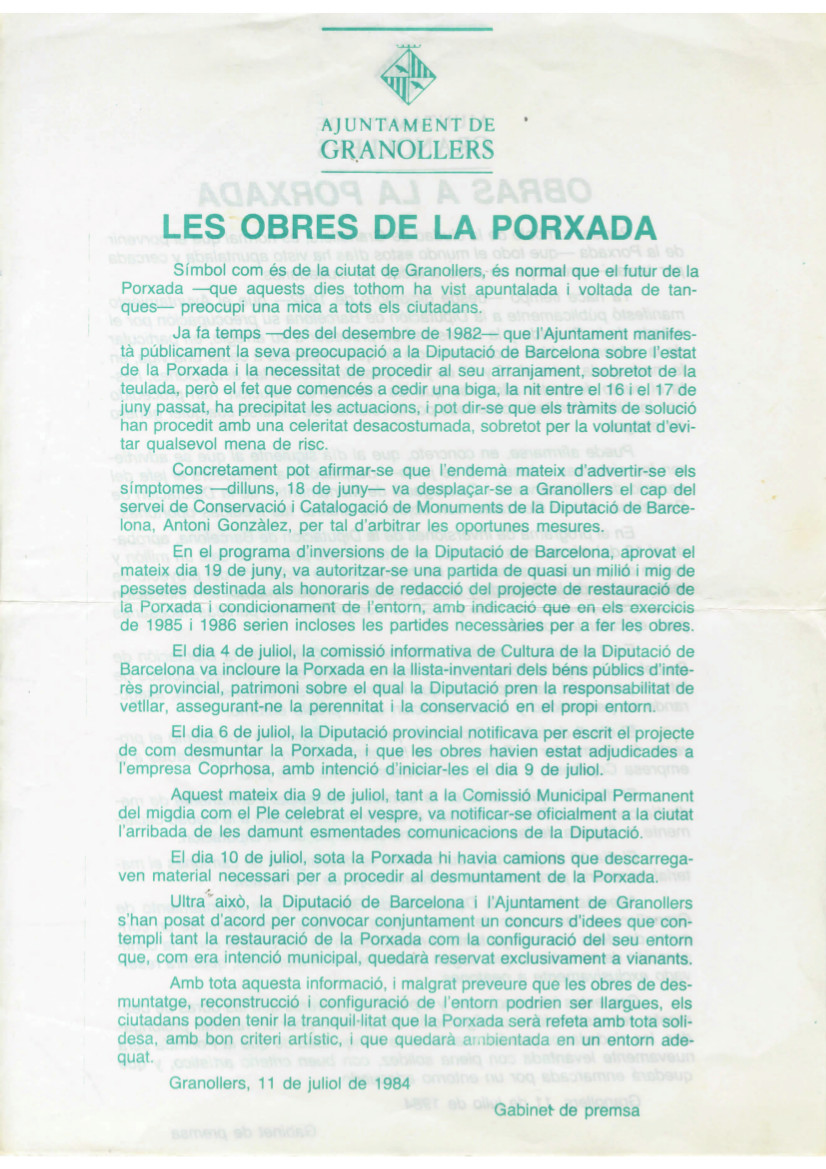 AJUNTAMENT DE
GRANOLLERS
LES OBRES DE LA PORXADA
Símbol com és de la ciutat de Granollers, és normal que el futur de la
Porxada —que aquests dies tothom ha vist apuntalada i voltada de tan-
ques— preocupi una mica a tots els ciutadans.
Ja fa temps —des del desembre de 1982— que l'Ajuntament manifes-
tà públicament la seva preocupació a la Diputació de Barcelona sobre l'estat
de la Porxada i la necessitat de procedir al seu arranjament, sobretot de la
teulada, però el fet que comencés a cedir una biga, la nit entre el 16 i el 17 de
juny passat, ha precipitat les actuacions, i pot dir-se que els tràmits de solució
han procedit amb una celeritat desacostumada, sobretot per la voluntat d'evi-
tar qualsevol mena de risc.
Concretament pot afirmar-se que l'endemà mateix d'advertir-se els
símptomes —dilluns, 18 de juny— va desplaçar-se a Granollers el cap del
servei de Conservació i Catalogació de Monuments de la Diputació de Barce-
lona, Antoni Gonzàlez, per tal d'arbitrar les oportunes mesures.
En el programa d'inversions de la Diputació de Barcelona, aprovat el
mateix dia 19 de juny, va autoritzar-se una partida de quasi un milió i mig de
pessetes destinada als honoraris de redacció del projecte de restauració de
la Porxada i condicionament de l'entorn, amb indicació que en els exercicis
de 1985 i 1986 serien incloses les partides necessàries per a fer les obres.
El dia 4 de juliol, la comissió informativa de Cultura de la Diputació de
Barcelona va incloure la Porxada en la llista-inventari dels béns públics d'inte-
rès provincial, patrimoni sobre el qual la Diputació pren la responsabilitat de
vetllar, assegurant-ne la perennitat i la conservació en el propi entorn.
El dia 6 de juliol, la Diputació provincial notificava per escrit el projecte
de com desmuntar la Porxada, i que les obres havien estat adjudicades a
l'empresa Coprhosa, amb intenció d'iniciar-les el dia 9 de juliol.
Aquest mateix dia 9 de juliol, tant a la Comissió Municipal Permanent
del migdia com el Ple celebrat el vespre, va notificar-se oficialment a la ciutat
l'arribada de les damunt esmentades comunicacions de la Diputació.
El dia 10 de juliol, sota la Porxada hi havia camions que descarrega-
ven material necessari per a procedir al desmuntament de la Porxada.
Ultra això, la Diputació de Barcelona i l'Ajuntament de Granollers
s'han posat d'acord per convocar conjuntament un concurs d'idees que con-
templi tant la restauració de la Porxada com la configuració del seu entorn
que, com era intenció municipal, quedarà reservat exclusivament a vianants.
Amb tota aquesta informació, i malgrat preveure que les obres de des-
muntatge, reconstrucció i configuració de l'entorn podrien ser llargues, els
ciutadans poden tenir la tranquil·litat que la Porxada serà refeta amb tota soli-
desa, amb bon criteri artístic, i que quedarà ambientada en un entorn ade-
quat.
Granollers, 11 de juliol de 1984
Gabinet de premsa